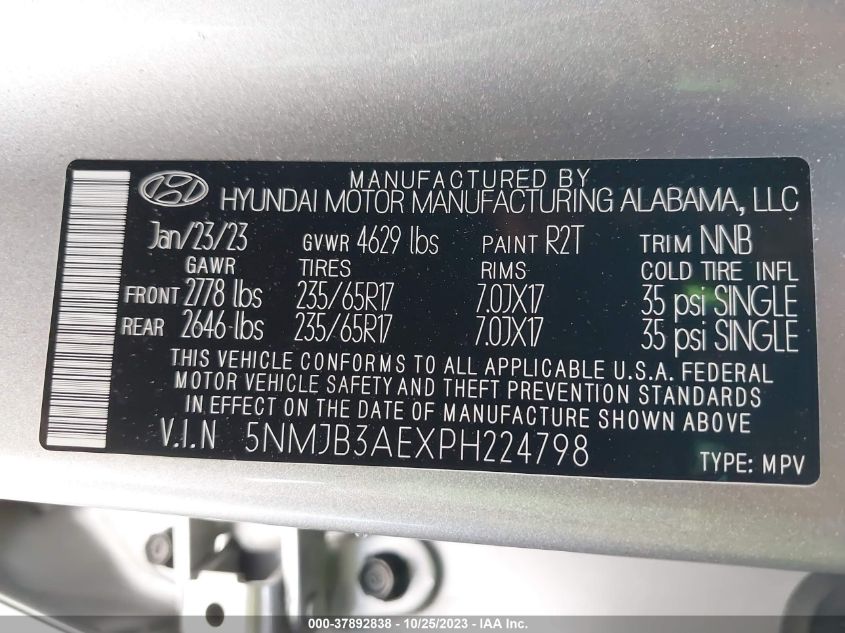 MANUFACTURED BY
HYUNDAI MOTOR MANUFACTURING ALABAMA, LLC
Jan/23/23 GVWR 4629 lbs PAINT R2T TRIM NNB
GAWR TIRES RIMS COLD TIRE INFL
FRONT 2778 lbs 235/65R17 7.0JX17 35 psi SINGLE
REAR 2646 lbs 235/65R17 7.0JX17 35 psi SINGLE
THIS VEHICLE CONFORMS TO ALL APPLICABLE U.S.A. FEDERAL
MOTOR VEHICLE SAFETY AND THEFT PREVENTION STANDARDS
IN EFFECT ON THE DATE OF MANUFACTURE SHOWN ABOVE
V.I.N 5NMJB3AEXPH224798
TYPE: MPV
000-37892838 - 10/25/2023 - IAA Inc.